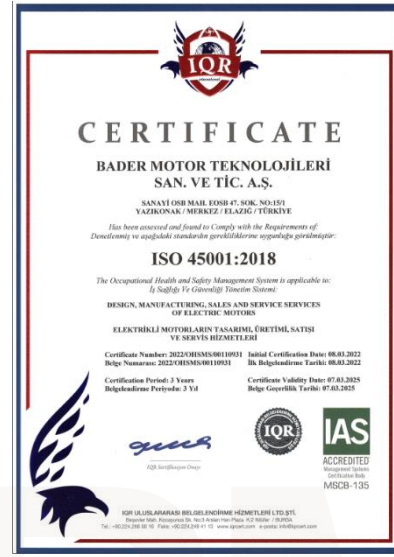 IQR
international
CERTIFICATE
BADER MOTOR TEKNOLOJİLERİ
SAN. VE TİC. A.Ş.
SANAYİ OSB MAH. EOSB 47. SOK. NO:15/1
YAZIKONAK / MERKEZ / ELAZIĞ / TÜRKİYE
Has been assessed and found to Comply with the Requirements of:
Denetlenmiş ve aşağıdaki standardın gerekliliklerine uygunluğu görülmüştür:
ISO 45001:2018
The Occupational Health and Safety Management System is applicable to:
İş Sağlığı Ve Güvenliği Yönetim Sistemi:
DESIGN, MANUFACTURING, SALES AND SERVICE SERVICES
OF ELECTRIC MOTORS
ELEKTRİKLİ MOTORLARIN TASARIMI, ÜRETİMİ, SATIŞI
VE SERVİS HİZMETLERİ
Certificate Number: 2022/OHSMS/00110931 Initial Certification Date: 08.03.2022
Belge Numarası: 2022/OHSMS/00110931 İlk Belgelendirme Tarihi: 08.03.2022
Certification Period: 3 Years Certificate Validity Date: 07.03.2025
Belgelendirme Periyodu: 3 Yıl Belge Geçerlilik Tarihi: 07.03.2025
IQR
IAS
ACCREDITED
Management Systems
Certification Body
MSCB-135
IQR Sertifikasyon Onayı
IQR ULUSLARARASI BELGELENDİRME HİZMETLERİ LTD.ŞTİ.